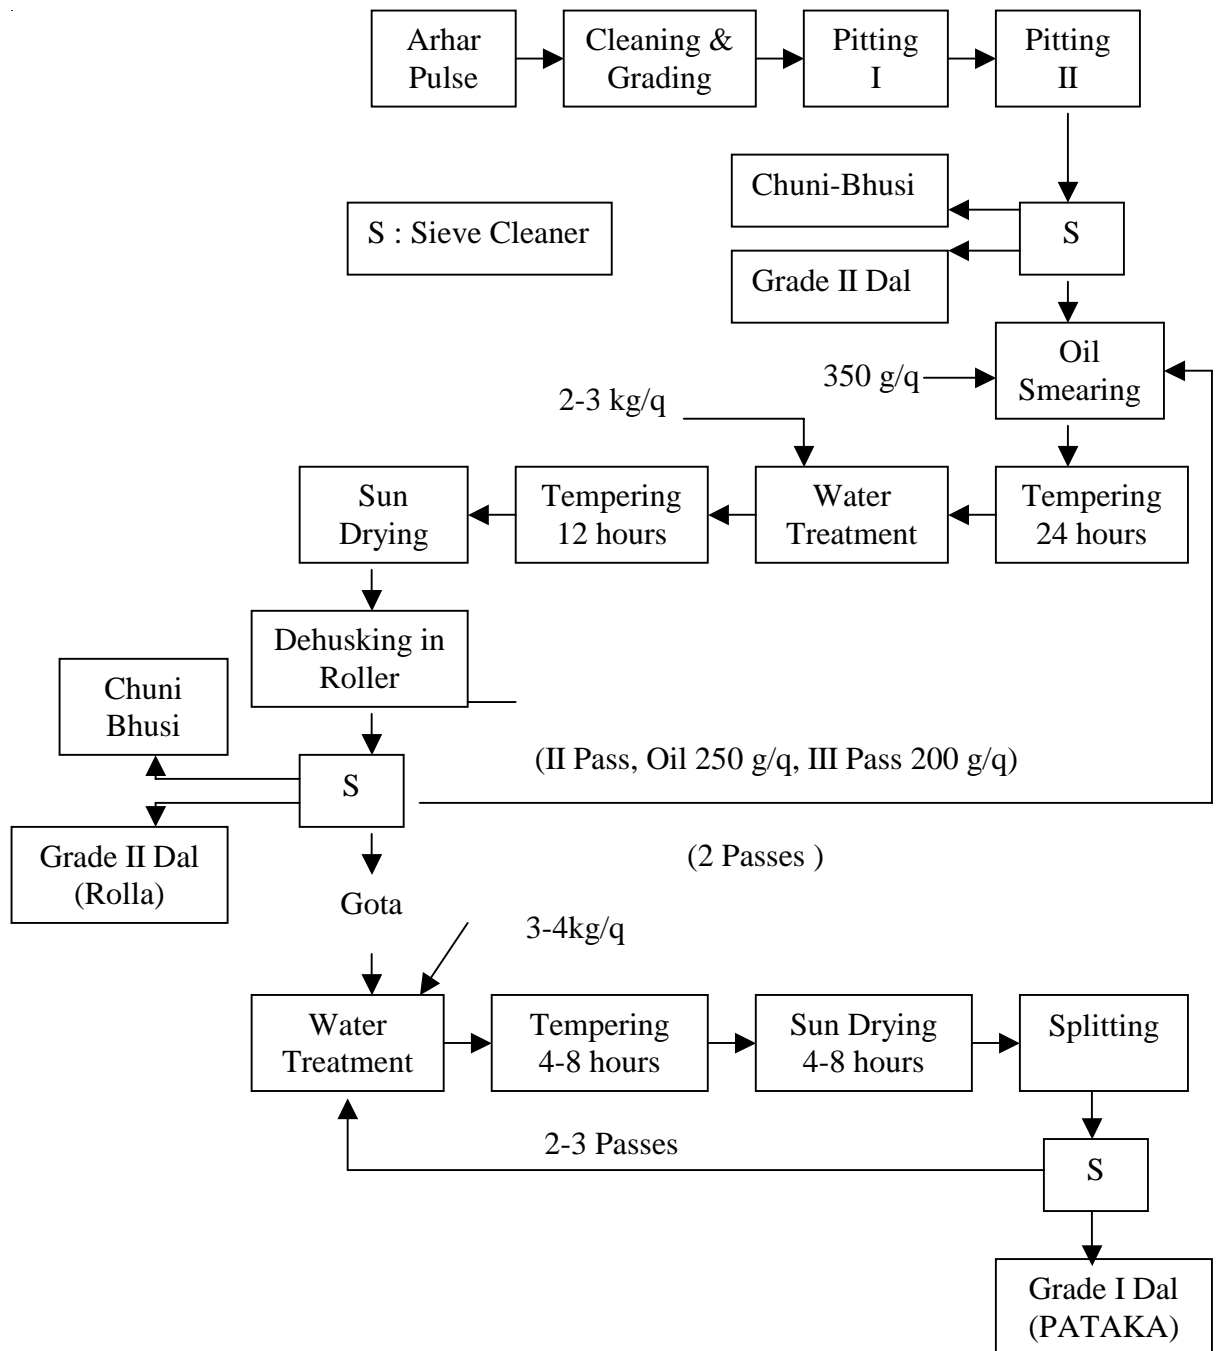 Arhar
Pulse
Cleaning &
Grading
Pitting
I
Pitting
II
Chuni-Bhusi
S : Sieve Cleaner
S
Grade II Dal
Oil
Smearing
350 g/q
2-3 kg/q
Sun
Drying
Tempering
12 hours
Water
Treatment
Tempering
24 hours
Dehusking in
Roller
Chuni
Bhusi
(II Pass, Oil 250 g/q, III Pass 200 g/q)
S
Grade II Dal
(Rolla)
(2 Passes )
Gota
3-4kg/q
Water
Treatment
Tempering
4-8 hours
Sun Drying
4-8 hours
Splitting
2-3 Passes
S
Grade I Dal
(PATAKA)